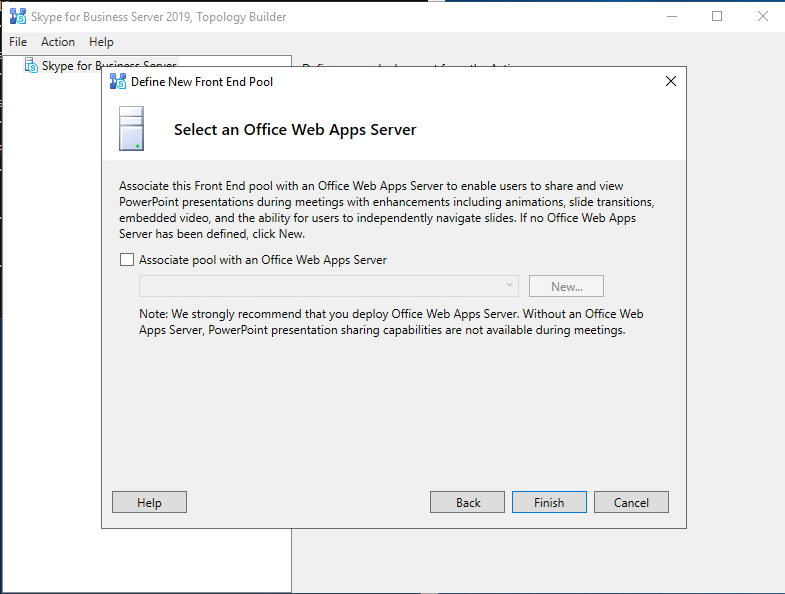 Skype for Business Server 2019, Topology Builder
File Action Help
Skype for Business Server
Define New Front End Pool
Select an Office Web Apps Server
Associate this Front End pool with an Office Web Apps Server to enable users to share and view
PowerPoint presentations during meetings with enhancements including animations, slide transitions,
embedded video, and the ability for users to independently navigate slides. If no Office Web Apps
Server has been defined, click New.
Associate pool with an Office Web Apps Server
New...
Note: We strongly recommend that you deploy Office Web Apps Server. Without an Office Web
Apps Server, PowerPoint presentation sharing capabilities are not available during meetings.
Help Back Finish Cancel